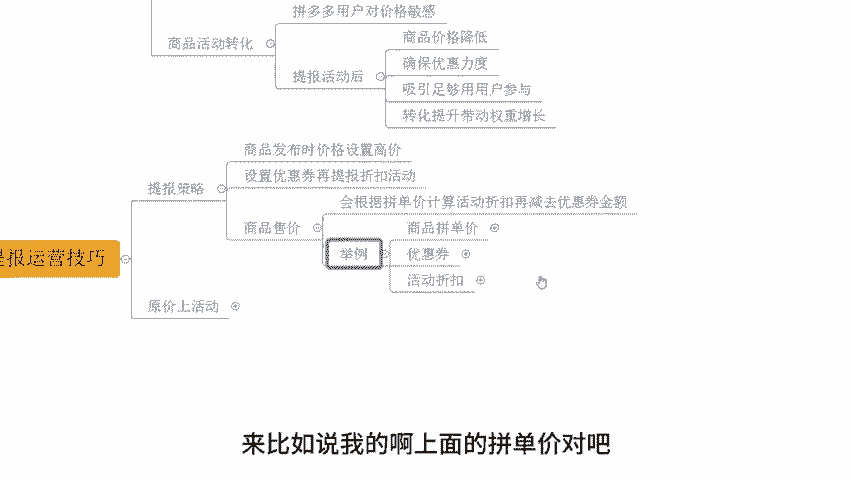 拼多多用户对价格敏感
商品活动转化
商品价格降低
确保优惠力度
提报活动后
吸引足够用用户参与
转化提升带动权重增长
商品发布时价格设置高价
设置优惠券再提报折扣活动
提报策略
会根据拼单价计算活动折扣再减去优惠券金额
商品售价
商品拼单价
举例
优惠券
报运营技巧
活动折扣
原价上活动
来比如说我的啊上面的拼单价对吧